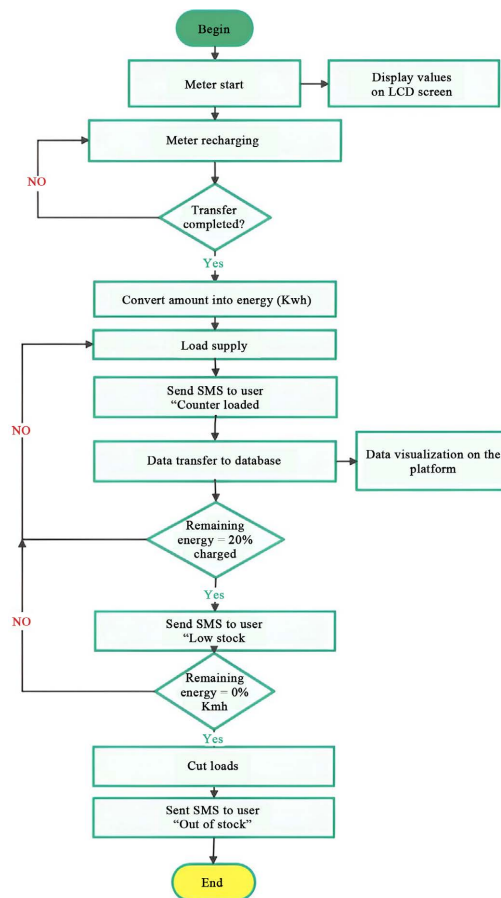 Begin
Meter start
Display values
on LCD screen
Meter recharging
NO
Transfer
completed?
Yes
Convert amount into energy (Kwh)
Load supply
Send SMS to user
“Counter loaded
NO
Data transfer to database
Data visualization on the
platform
Remaining
energy = 20%
charged
Yes
Send SMS to user
“Low stock
NO
Remaining
energy = 0%
Kmh
Yes
Cut loads
Sent SMS to user
“Out of stock”
End